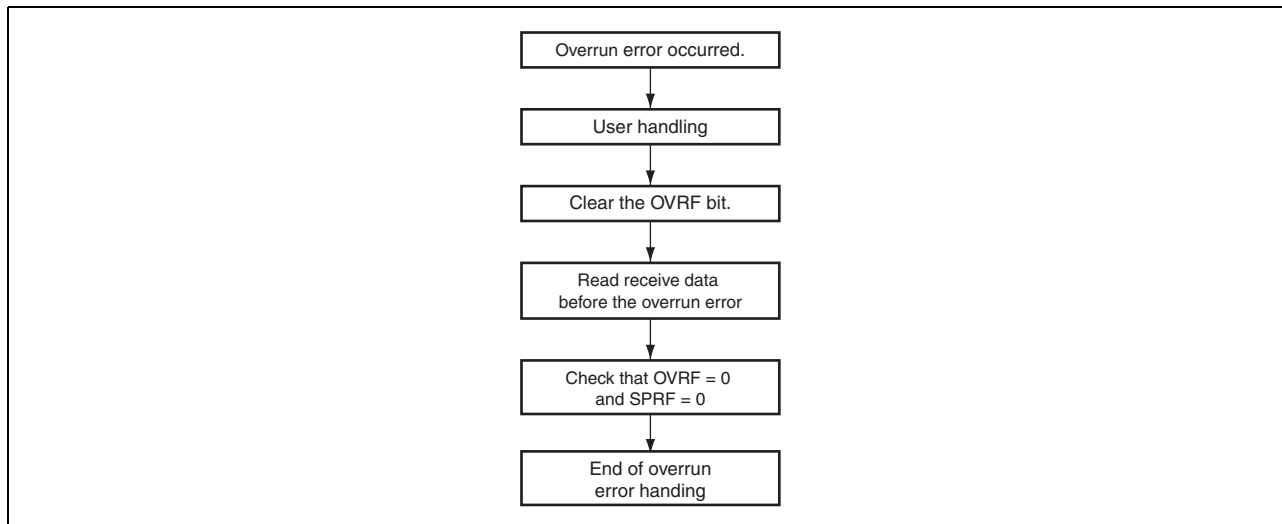 Overrun error occurred.
User handling
Clear the OVRF bit.
Read receive data
before the overrun error
Check that OVRF = 0
and SPRF = 0
End of overrun
error handing